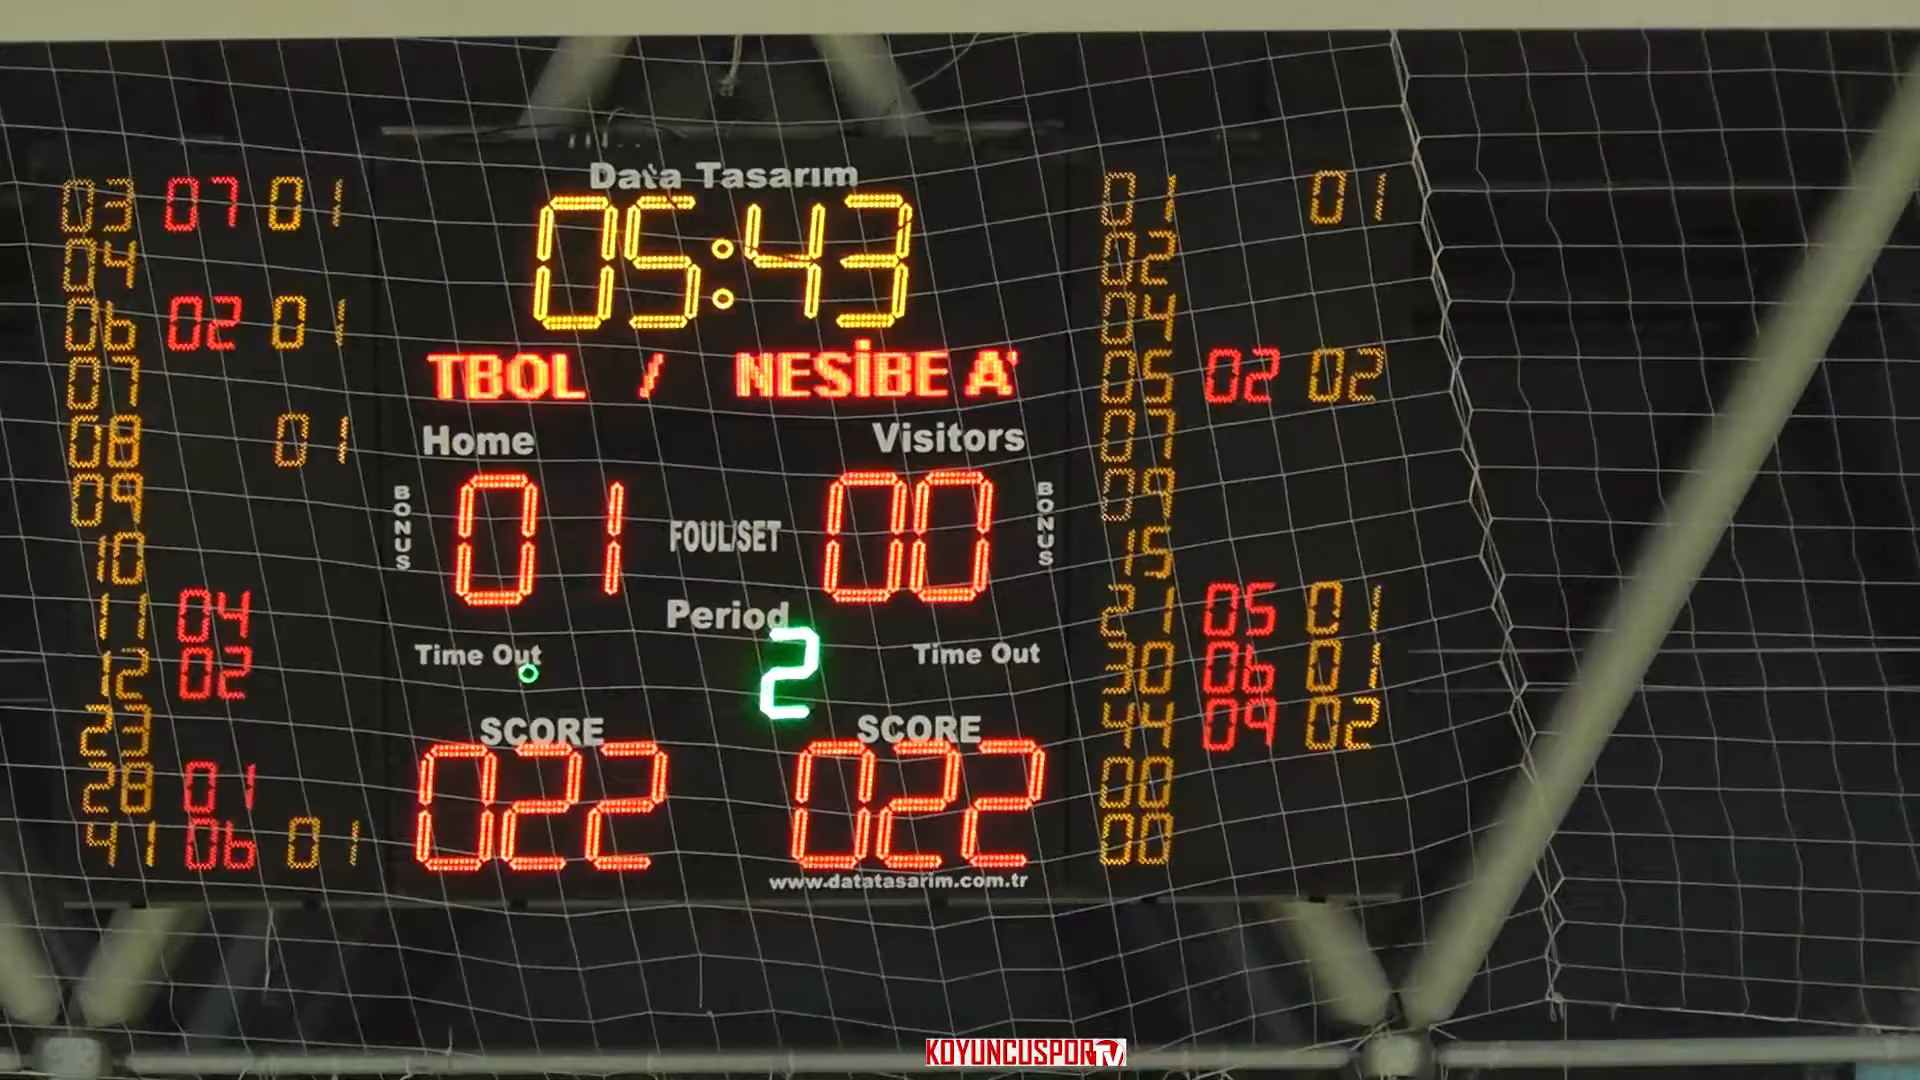 Data Tasarım
05:43
TBOL / NESİBE A
Home Visitors
BONUS 01 FOUL/SET 00 BONUS
Period
2
Time Out Time Out
SCORE SCORE
022 022
www.datatasarim.com.tr
03 07 01
04
06 02 01
07
08 01
09
10
11 04
12 02
23
28 01
41 06 01
01 01
02
04
05 02 02
07
09
15
21 05 01
30 06 01
44 09 02
00
00
KOYUNCUSPOR TV